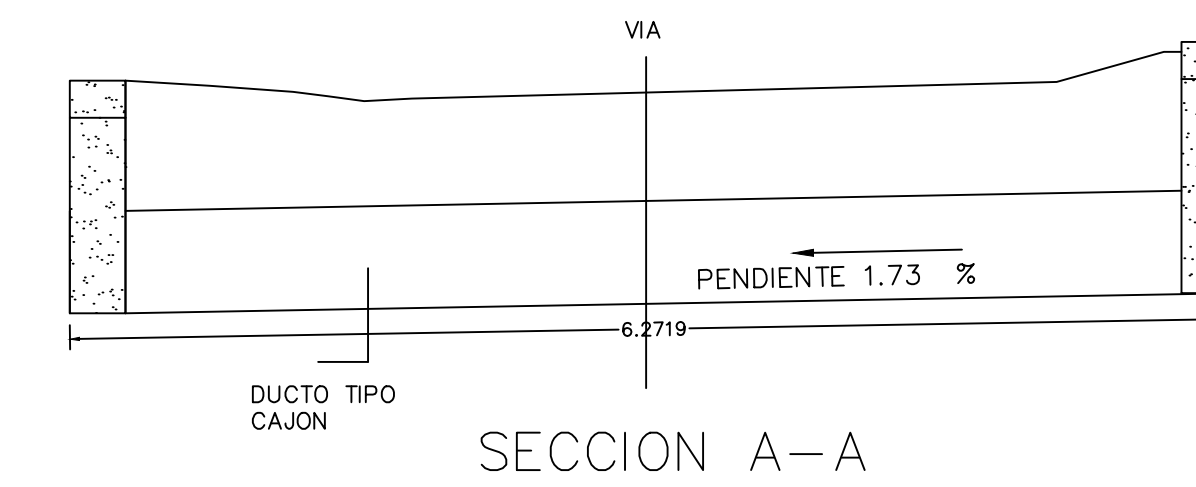 VIA
PENDIENTE 1.73 %
6.2719
DUCTO TIPO
CAJON
SECCION A-A